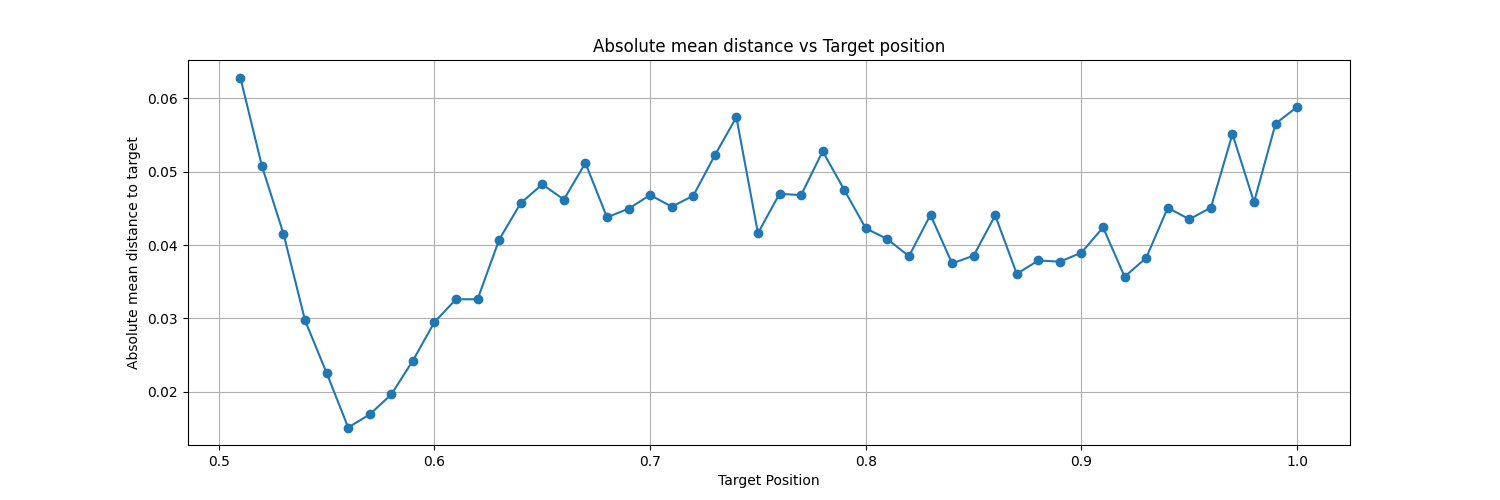 Absolute mean distance vs Target position
Absolute mean distance to target
0.06
0.05
0.04
0.03
0.02
0.5 0.6 0.7 0.8 0.9 1.0
Target Position